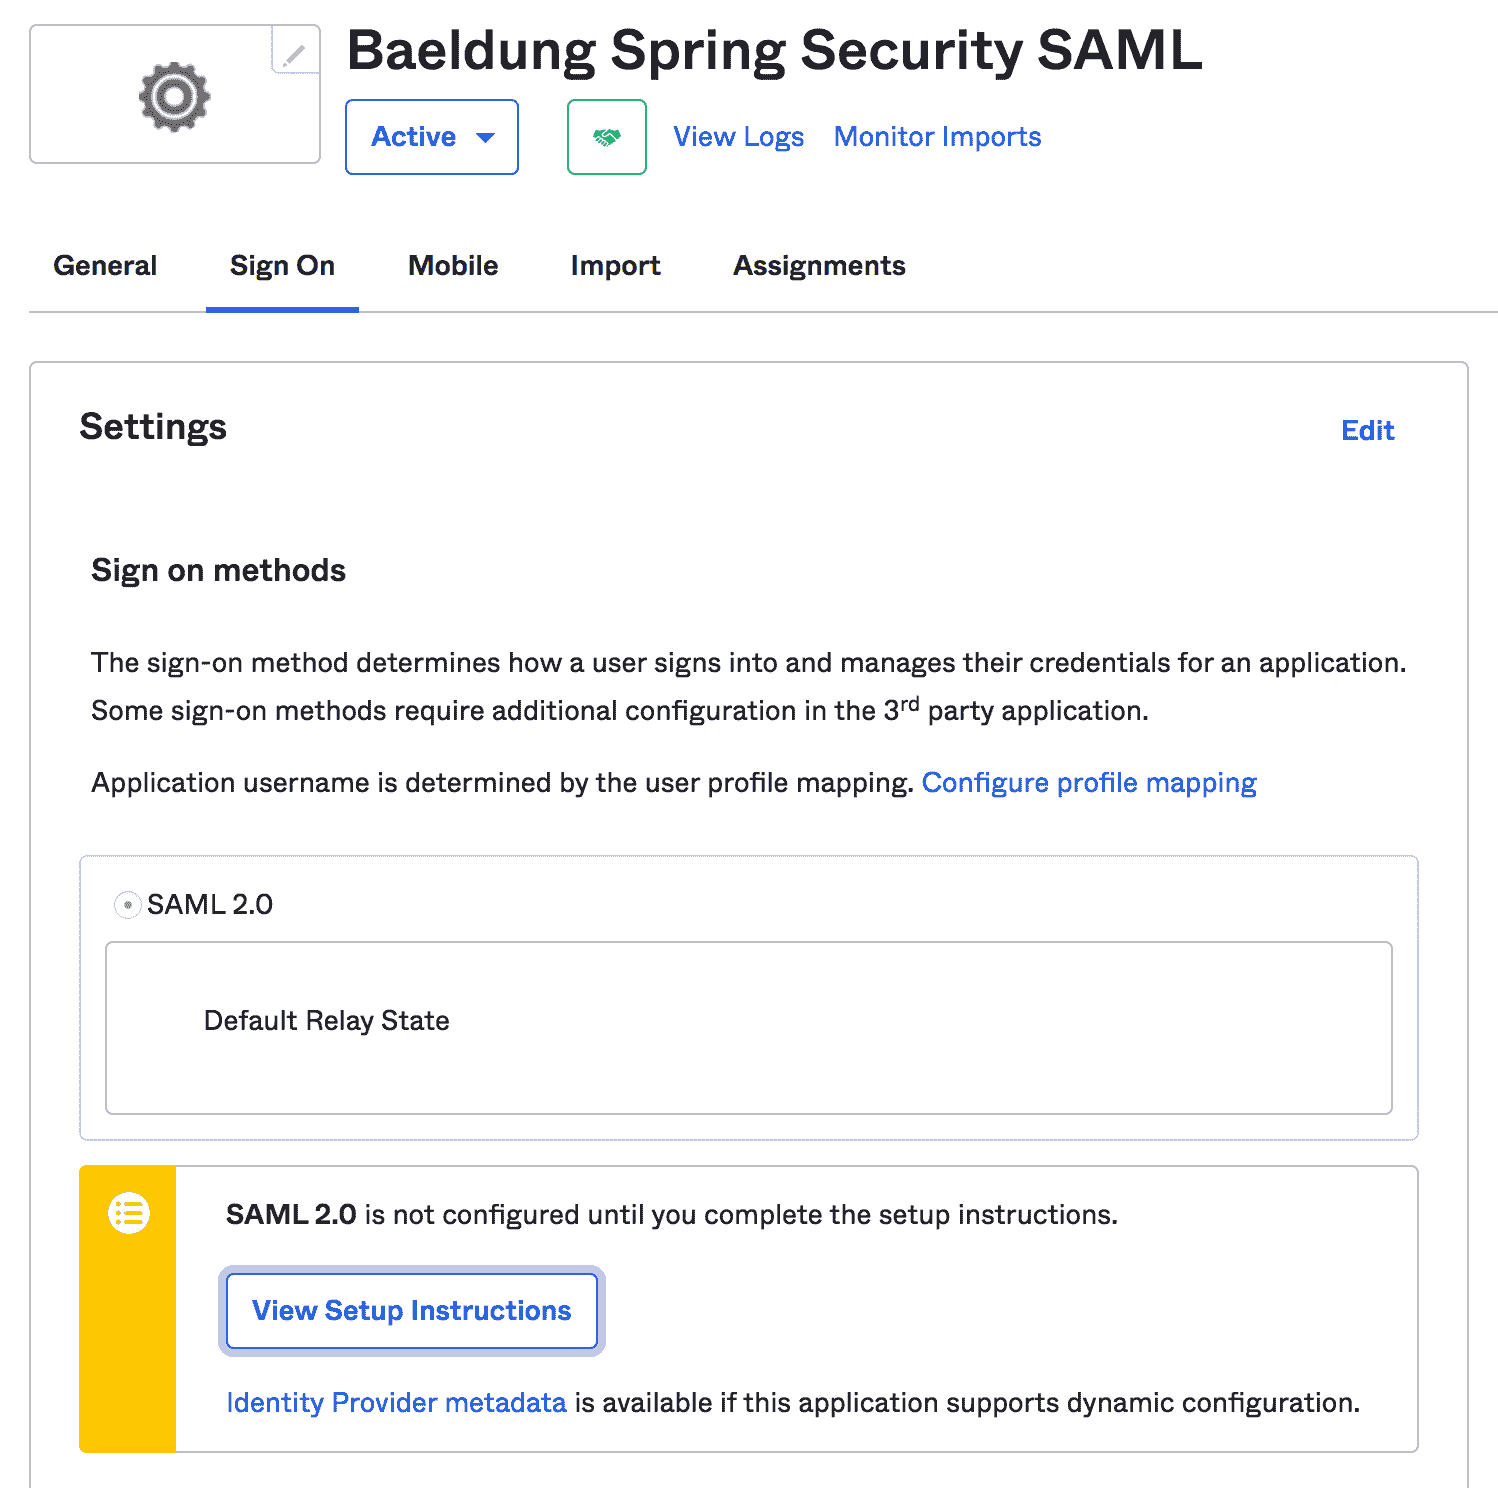 Baeldung Spring Security SAML
Active
View Logs
Monitor Imports
General
Sign On
Mobile
Import
Assignments
Settings
Edit
Sign on methods
The sign-on method determines how a user signs into and manages their credentials for an application.
Some sign-on methods require additional configuration in the 3rd party application.
Application username is determined by the user profile mapping. Configure profile mapping
SAML 2.0
Default Relay State
SAML 2.0 is not configured until you complete the setup instructions.
View Setup Instructions
Identity Provider metadata is available if this application supports dynamic configuration.